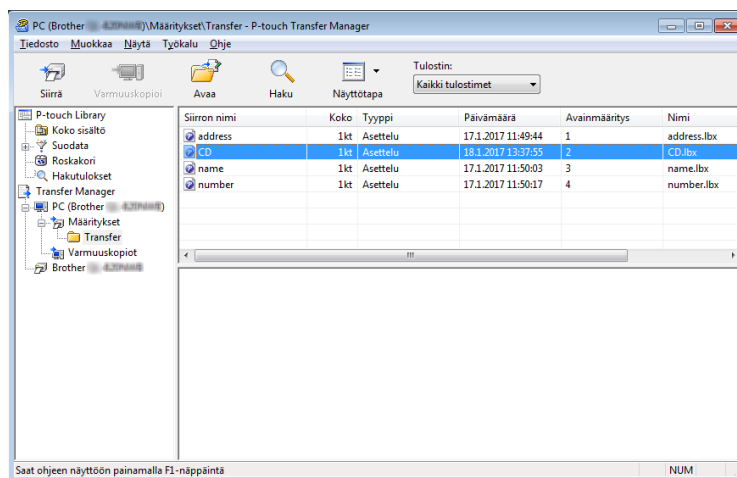 PC (Brother )\Määritykset\Transfer - P-touch Transfer Manager
Tiedosto Muokkaa Näytä Työkalu Ohje
Siirrä Varmuuskopioi Avaa Haku Näyttötapa
Tulostin:
Kaikki tulostimet
P-touch Library
Koko sisältö
Suodata
Roskakori
Hakutulokset
Transfer Manager
PC (Brother )
Määritykset
Transfer
Varmuuskopiot
Brother
Siirron nimi Koko Tyyppi Päivämäärä Avainmääritys Nimi
address 1kt Asettelu 17.1.2017 11:49:44 1 address.lbx
CD 1kt Asettelu 18.1.2017 13:37:55 2 CD.lbx
name 1kt Asettelu 17.1.2017 11:50:03 3 name.lbx
number 1kt Asettelu 17.1.2017 11:50:17 4 number.lbx
Saat ohjeen näyttöön painamalla F1-näppäintä
NUM